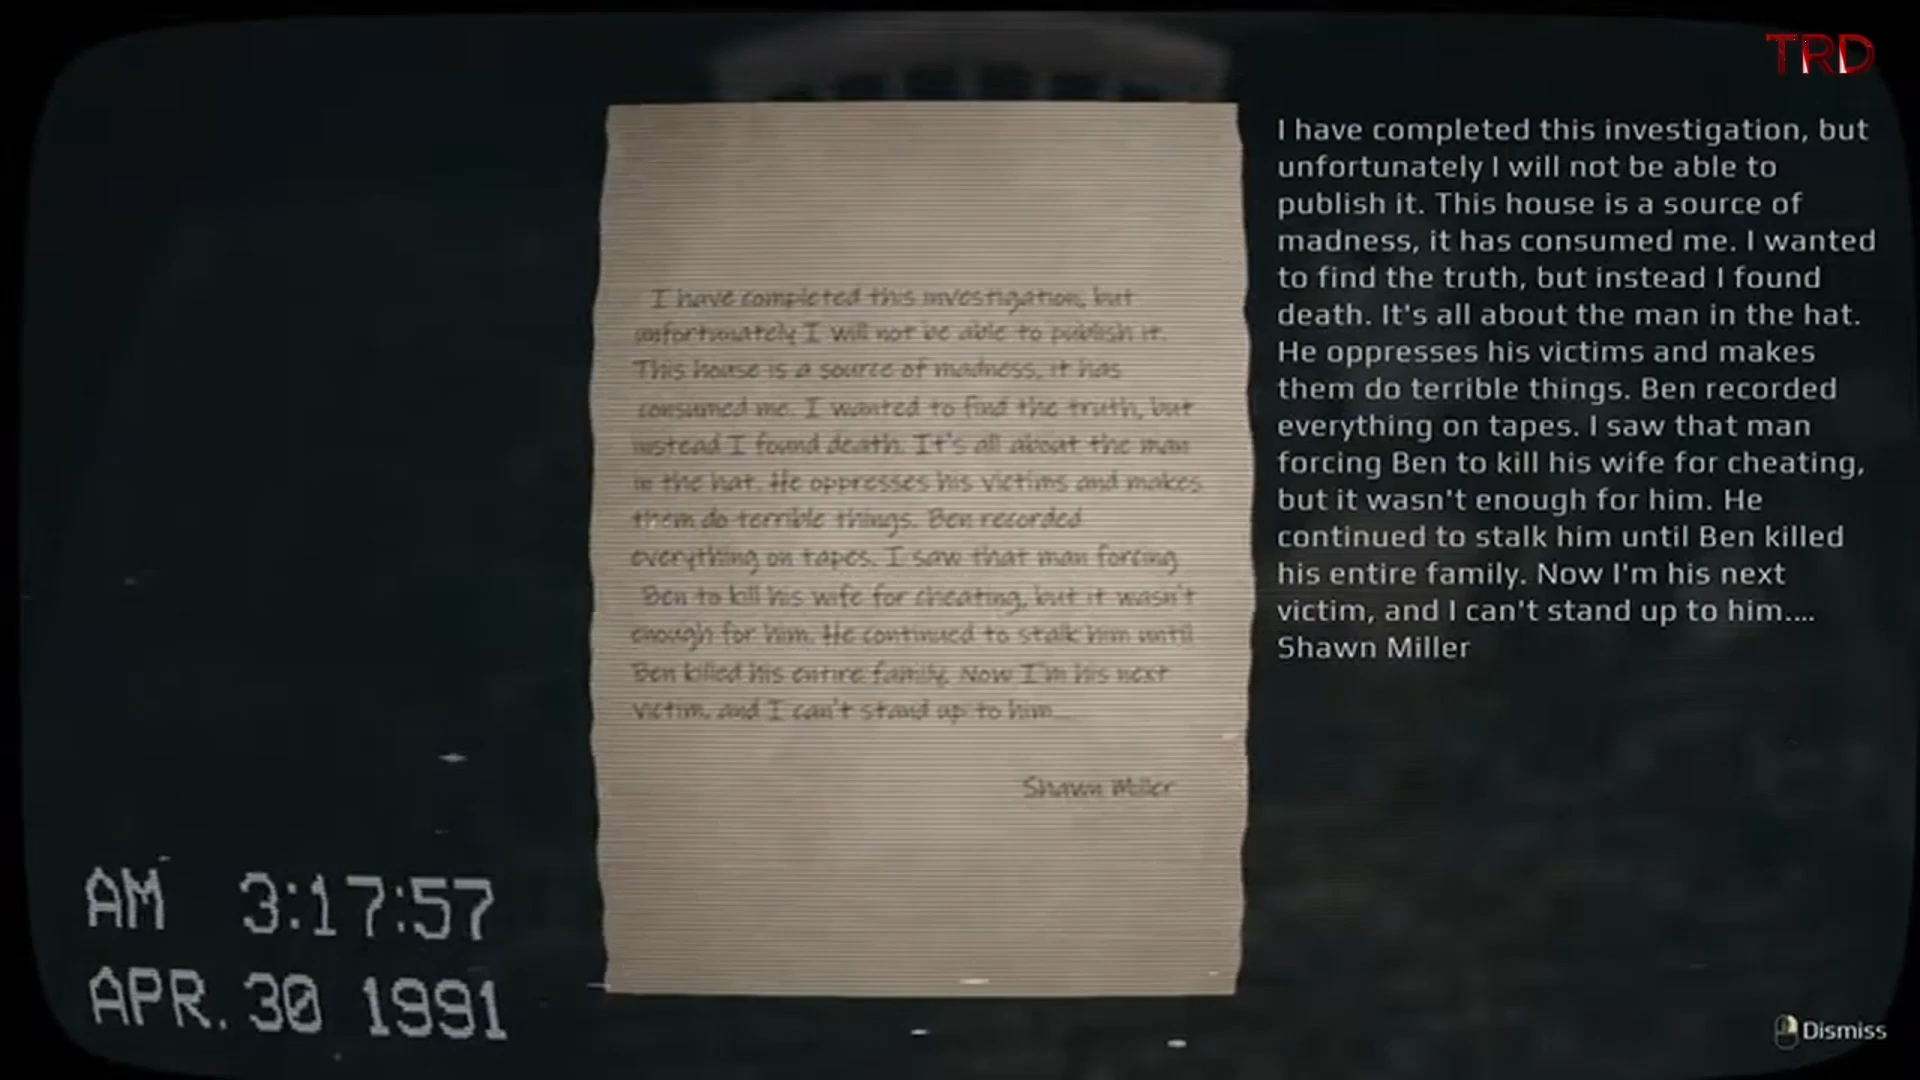 TRD
I have completed this investigation, but
unfortunately I will not be able to publish it.
This house is a source of madness, it has
consumed me. I wanted to find the truth, but
instead I found death. It's all about the man
in the hat. He oppresses his victims and makes
them do terrible things. Ben recorded
everything on tapes. I saw that man forcing
Ben to kill his wife for cheating, but it wasn't
enough for him. He continued to stalk him until
Ben killed his entire family. Now I'm his next
victim, and I can't stand up to him....
Shawn Miller
I have completed this investigation, but
unfortunately I will not be able to
publish it. This house is a source of
madness, it has consumed me. I wanted
to find the truth, but instead I found
death. It's all about the man in the hat.
He oppresses his victims and makes
them do terrible things. Ben recorded
everything on tapes. I saw that man
forcing Ben to kill his wife for cheating,
but it wasn't enough for him. He
continued to stalk him until Ben killed
his entire family. Now I'm his next
victim, and I can't stand up to him....
Shawn Miller
AM 3:17:57
APR. 30 1991
Dismiss